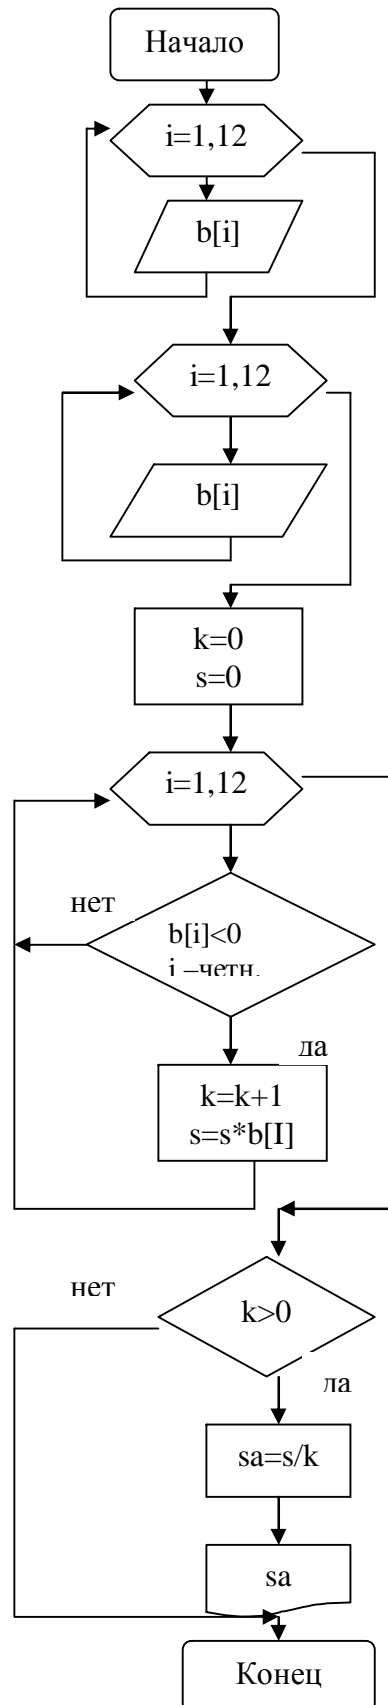 Начало
i=1,12
b[i]
i=1,12
b[i]
k=0
s=0
i=1,12
нет
b[i]<0
i –четн.
да
k=k+1
s=s*b[I]
нет
k>0
да
sa=s/k
sa
Конец